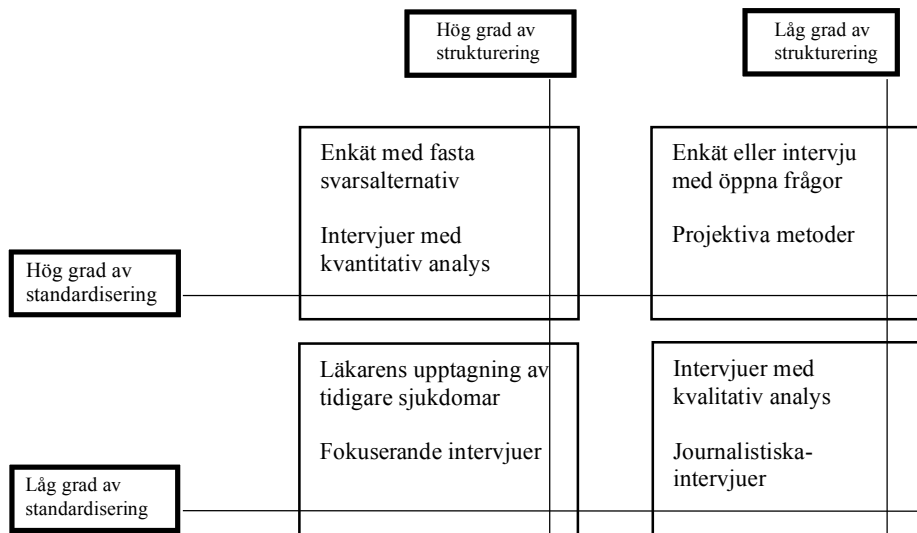 Hög grad av
strukturering
Låg grad av
strukturering
Enkät med fasta
svarsalternativ
Intervjuer med
kvantitativ analys
Enkät eller intervju
med öppna frågor
Projektiva metoder
Hög grad av
standardisering
Läkarens upptagning av
tidigare sjukdomar
Fokuserande intervjuer
Intervjuer med
kvalitativ analys
Journalistiska-
intervjuer
Låg grad av
standardisering